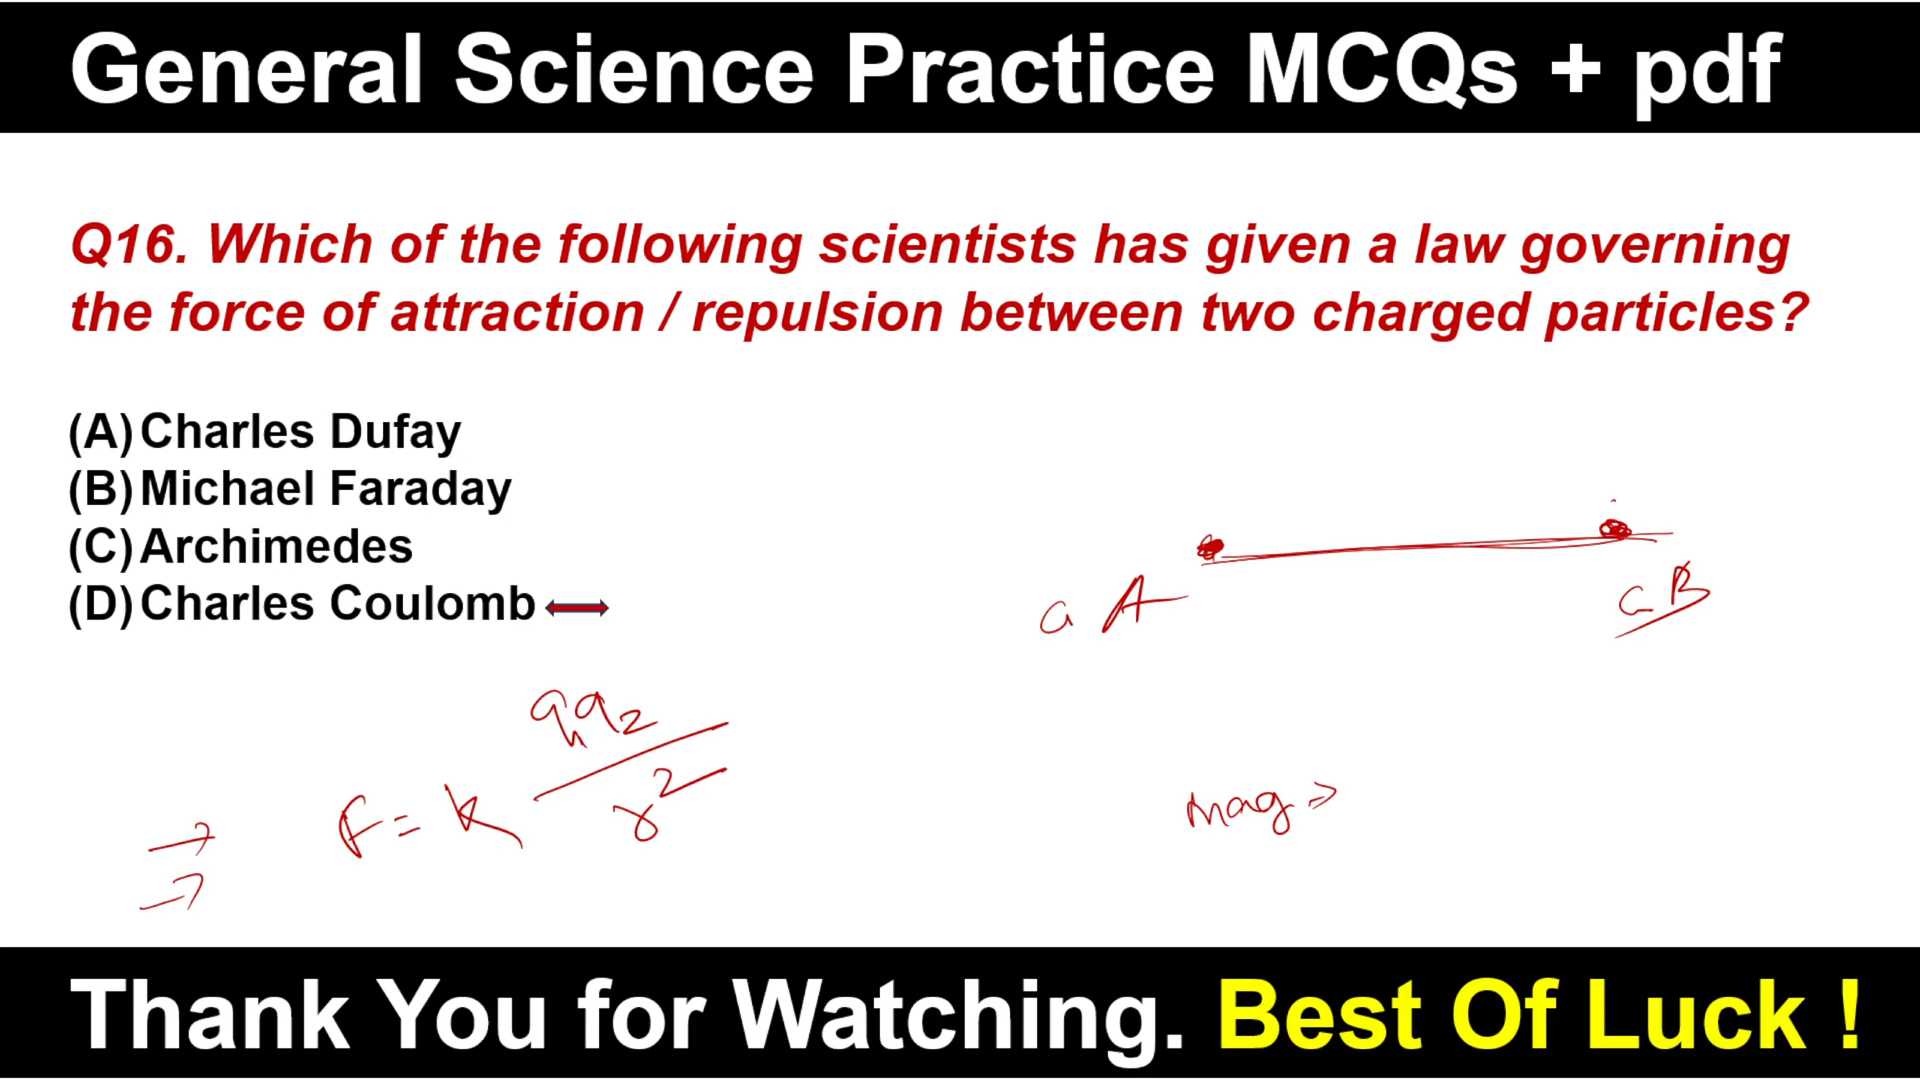 General Science Practice MCQs + pdf
Q16. Which of the following scientists has given a law governing
the force of attraction / repulsion between two charged particles?
(A) Charles Dufay
(B) Michael Faraday
(C) Archimedes
(D) Charles Coulomb
a A
B
F = k q₁q₂ / r²
mag =>
Thank You for Watching. Best Of Luck !